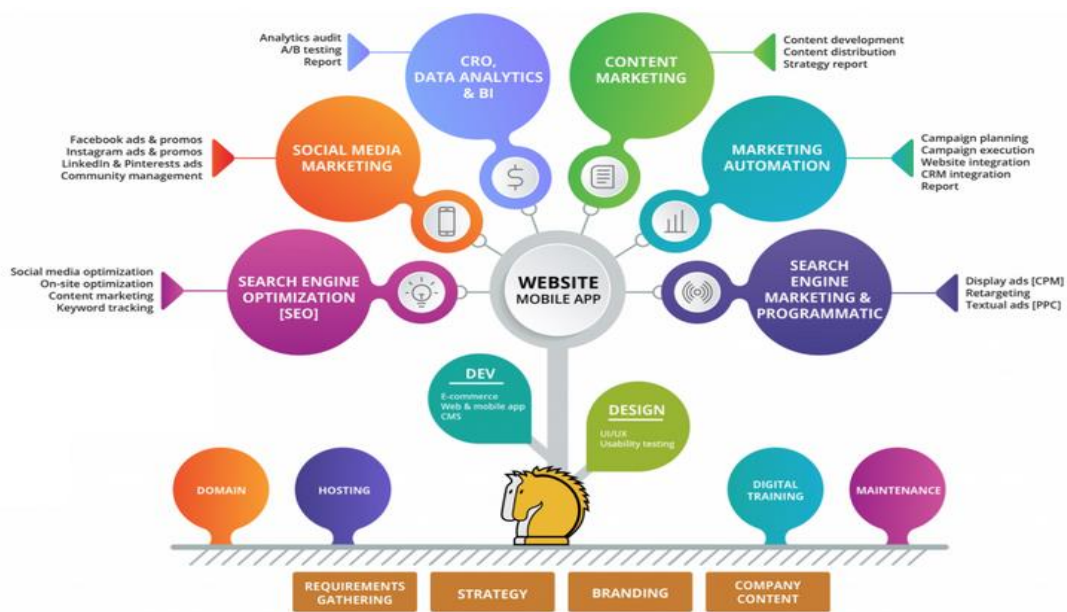 Analytics audit
A/B testing
Report
CRO,
DATA ANALYTICS
& BI
CONTENT
MARKETING
Content development
Content distribution
Strategy report
Facebook ads & promos
Instagram ads & promos
LinkedIn & Pinterests ads
Community management
SOCIAL MEDIA
MARKETING
MARKETING
AUTOMATION
Campaign planning
Campaign execution
Website integration
CRM integration
Report
Social media optimization
On-site optimization
Content marketing
Keyword tracking
SEARCH ENGINE
OPTIMIZATION
[SEO]
WEBSITE
MOBILE APP
SEARCH
ENGINE
MARKETING &
PROGRAMMATIC
Display ads [CPM]
Retargeting
Textual ads [PPC]
DEV
E-commerce
Web & mobile app
CMS
DESIGN
UI/UX
Usability testing
DOMAIN
HOSTING
DIGITAL
TRAINING
MAINTENANCE
REQUIREMENTS
GATHERING
STRATEGY
BRANDING
COMPANY
CONTENT